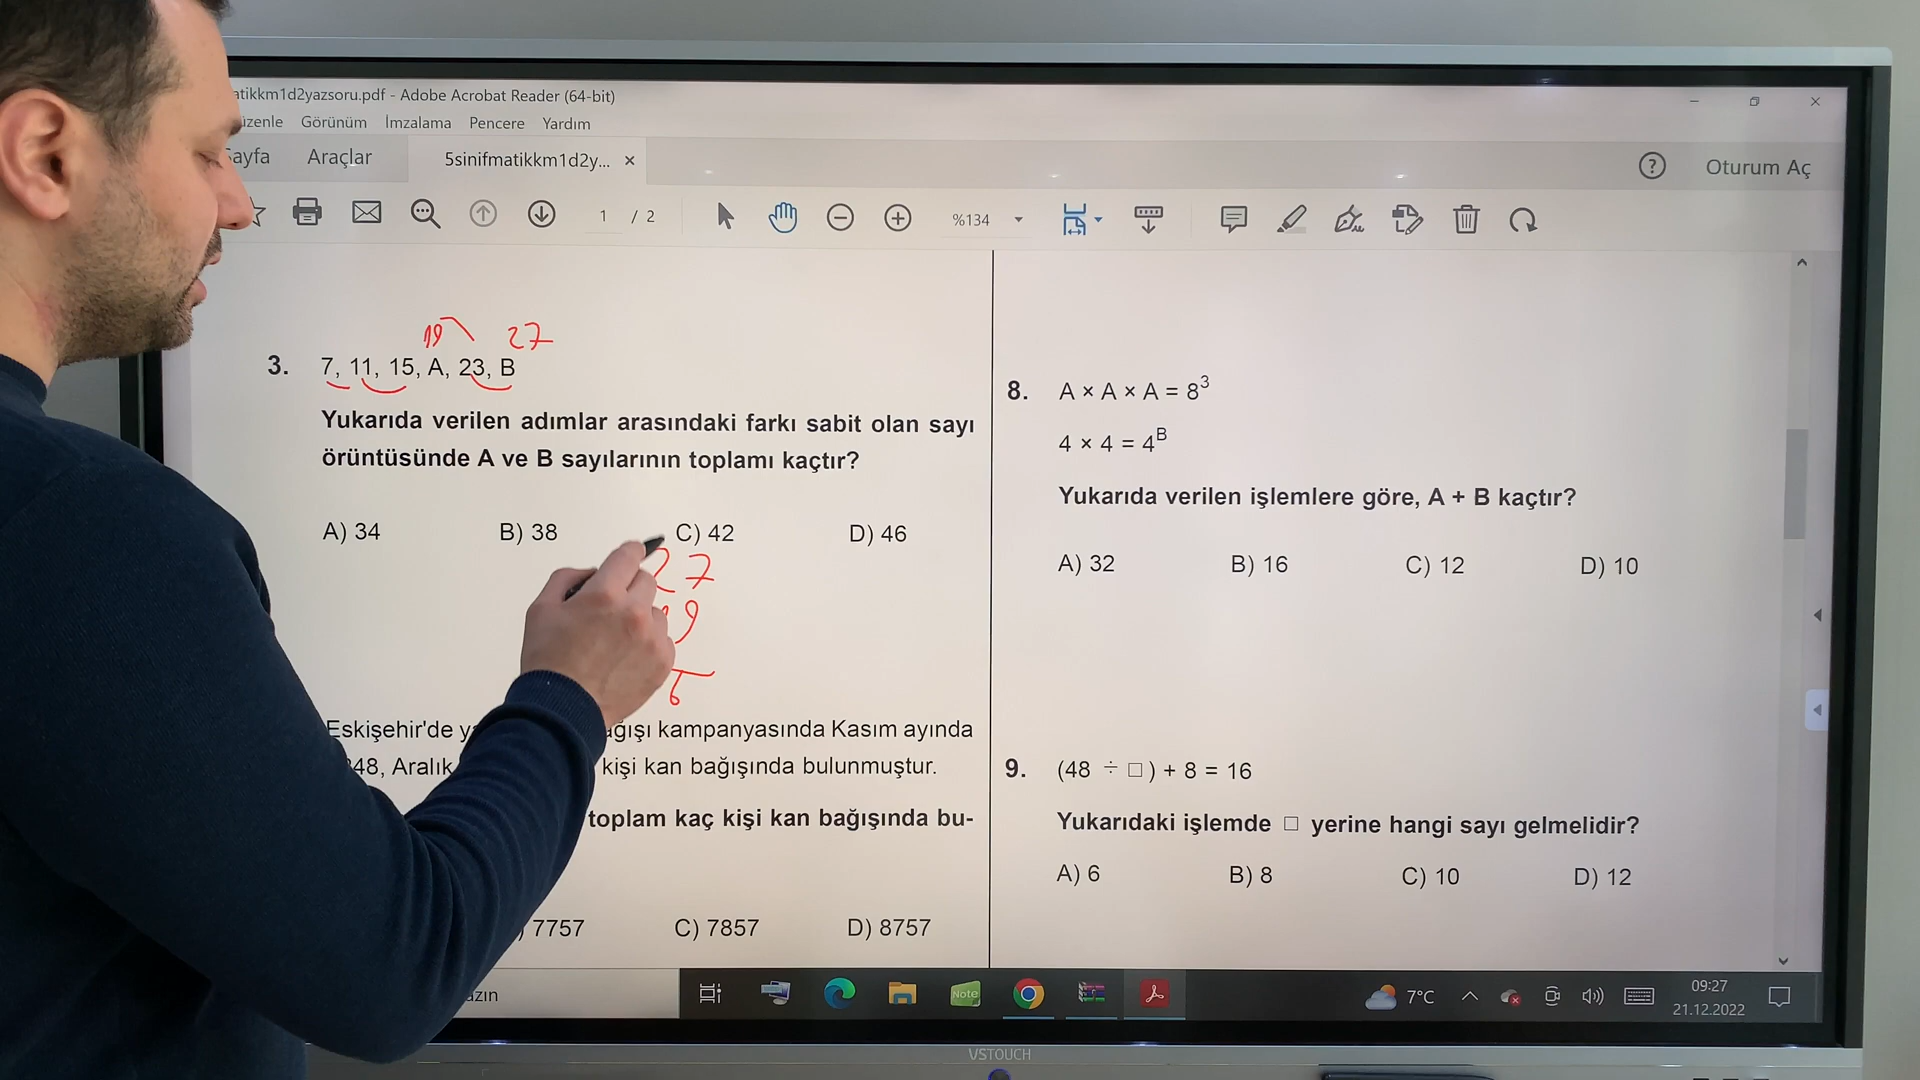 atikkm1d2yazsoru.pdf - Adobe Acrobat Reader (64-bit)
Görünüm İmzalama Pencere Yardım
Sayfa Araçlar 5sinifmatikkm1d2y... × ? Oturum Aç
1 / 2 %134
19 27
3. 7, 11, 15, A, 23, B
Yukarıda verilen adımlar arasındaki farkı sabit olan sayı
örüntüsünde A ve B sayılarının toplamı kaçtır?
A) 34 B) 38 C) 42 D) 46
27
9
6
Eskişehir'de kampanyasında Kasım ayında
48, Aralık kişi kan bağışında bulunmuştur.
toplam kaç kişi kan bağışında bu-
7757 C) 7857 D) 8757
8. A × A × A = 8³
4 × 4 = 4ᴮ
Yukarıda verilen işlemlere göre, A + B kaçtır?
A) 32 B) 16 C) 12 D) 10
9. (48 ÷ □) + 8 = 16
Yukarıdaki işlemde □ yerine hangi sayı gelmelidir?
A) 6 B) 8 C) 10 D) 12
Note 7°C 09:27
21.12.2022
VSTOUCH